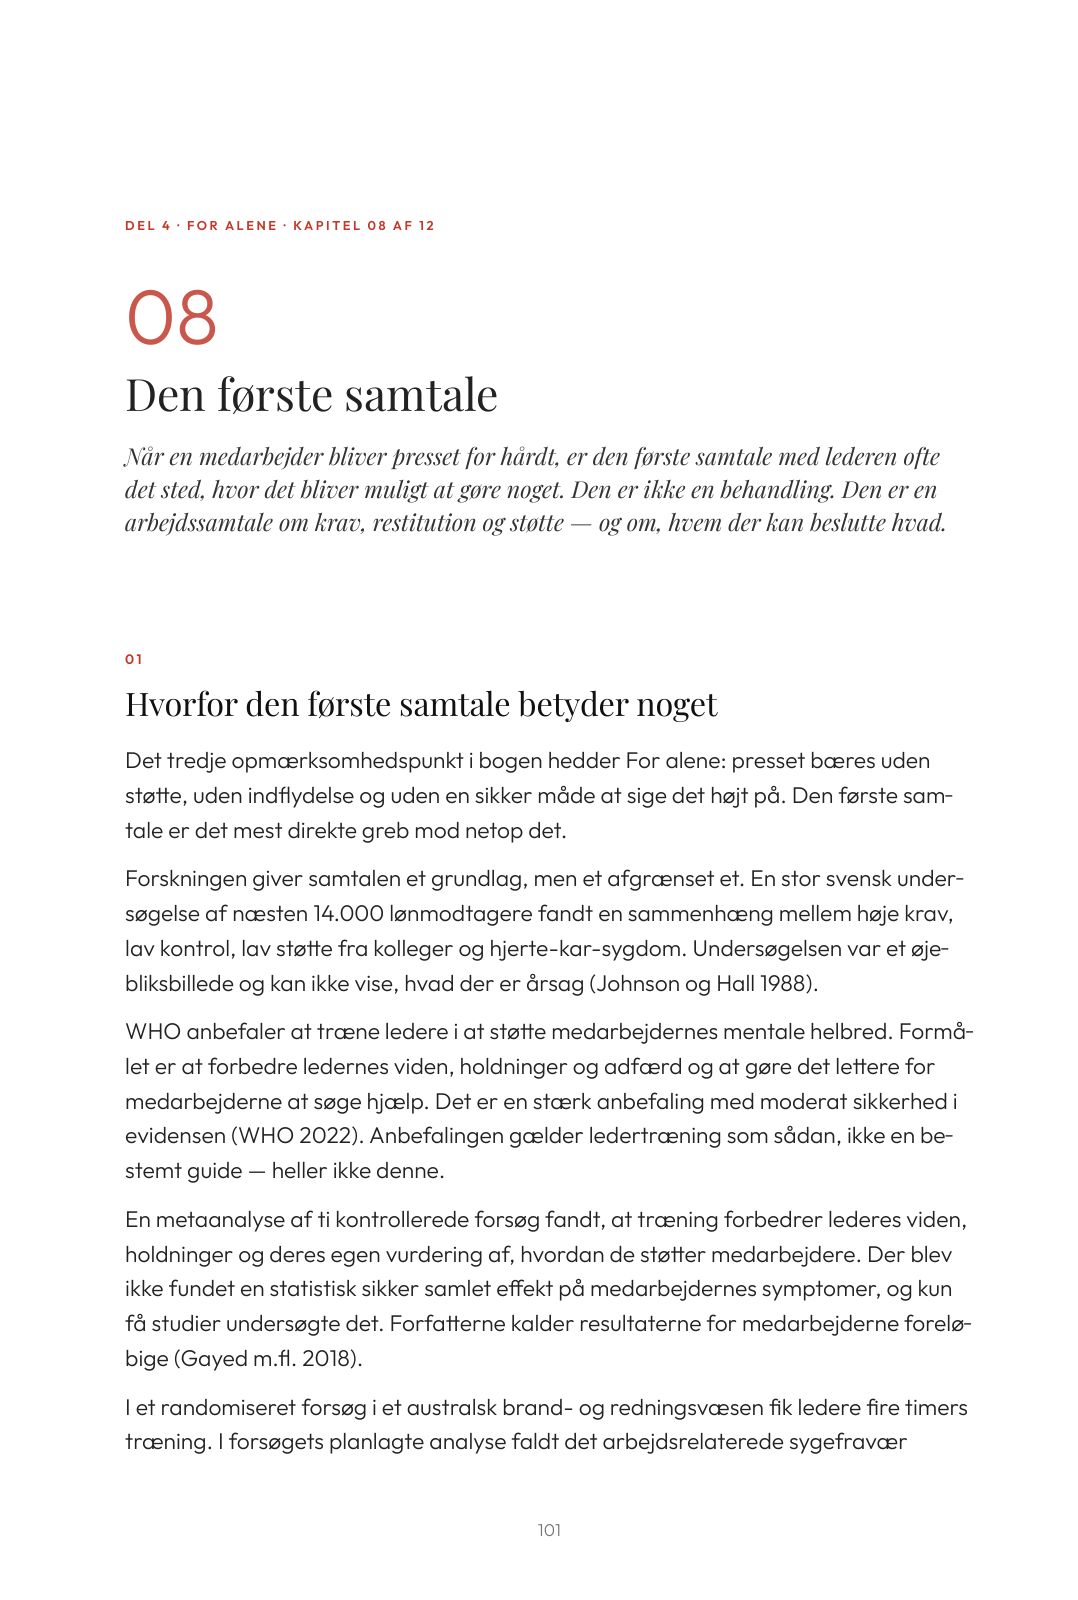 DEL 4 · FOR ALENE · KAPITEL 08 AF 12
08
Den første samtale
Når en medarbejder bliver presset for hårdt, er den første samtale med lederen ofte
det sted, hvor det bliver muligt at gøre noget. Den er ikke en behandling. Den er en
arbejdssamtale om krav, restitution og støtte — og om, hvem der kan beslutte hvad.
01
Hvorfor den første samtale betyder noget
Det tredje opmærksomhedspunkt i bogen hedder For alene: presset bæres uden
støtte, uden indflydelse og uden en sikker måde at sige det højt på. Den første sam-
tale er det mest direkte greb mod netop det.
Forskningen giver samtalen et grundlag, men et afgrænset et. En stor svensk under-
søgelse af næsten 14.000 lønmodtagere fandt en sammenhæng mellem høje krav,
lav kontrol, lav støtte fra kolleger og hjerte-kar-sygdom. Undersøgelsen var et øje-
bliksbillede og kan ikke vise, hvad der er årsag (Johnson og Hall 1988).
WHO anbefaler at træne ledere i at støtte medarbejdernes mentale helbred. Formå-
let er at forbedre ledernes viden, holdninger og adfærd og at gøre det lettere for
medarbejderne at søge hjælp. Det er en stærk anbefaling med moderat sikkerhed i
evidensen (WHO 2022). Anbefalingen gælder ledertræning som sådan, ikke en be-
stemt guide — heller ikke denne.
En metaanalyse af ti kontrollerede forsøg fandt, at træning forbedrer lederes viden,
holdninger og deres egen vurdering af, hvordan de støtter medarbejdere. Der blev
ikke fundet en statistisk sikker samlet effekt på medarbejdernes symptomer, og kun
få studier undersøgte det. Forfatterne kalder resultaterne for medarbejderne forelø-
bige (Gayed m.fl. 2018).
I et randomiseret forsøg i et australsk brand- og redningsvæsen fik ledere fire timers
træning. I forsøgets planlagte analyse faldt det arbejdsrelaterede sygefravær
101